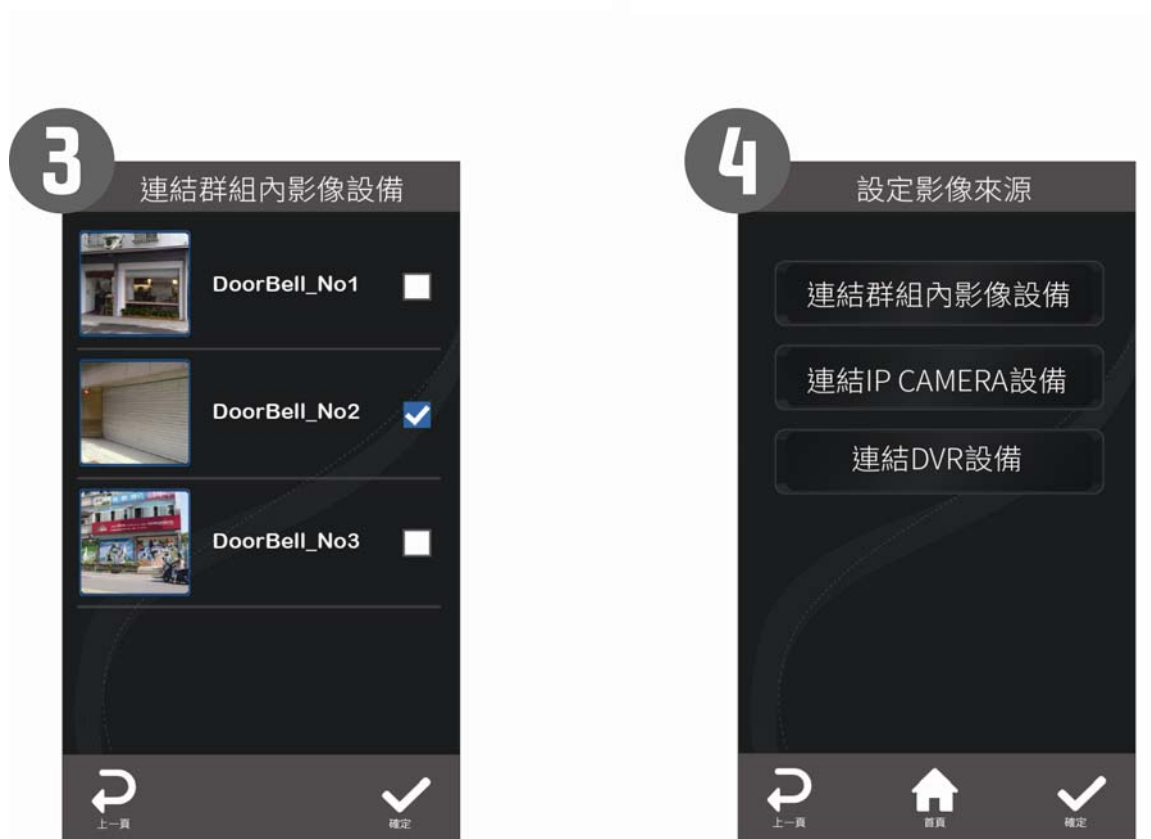 3
連結群組內影像設備
DoorBell_No1
DoorBell_No2
DoorBell_No3
上一頁
確定
4
設定影像來源
連結群組內影像設備
連結IP CAMERA設備
連結DVR設備
上一頁
首頁
確定